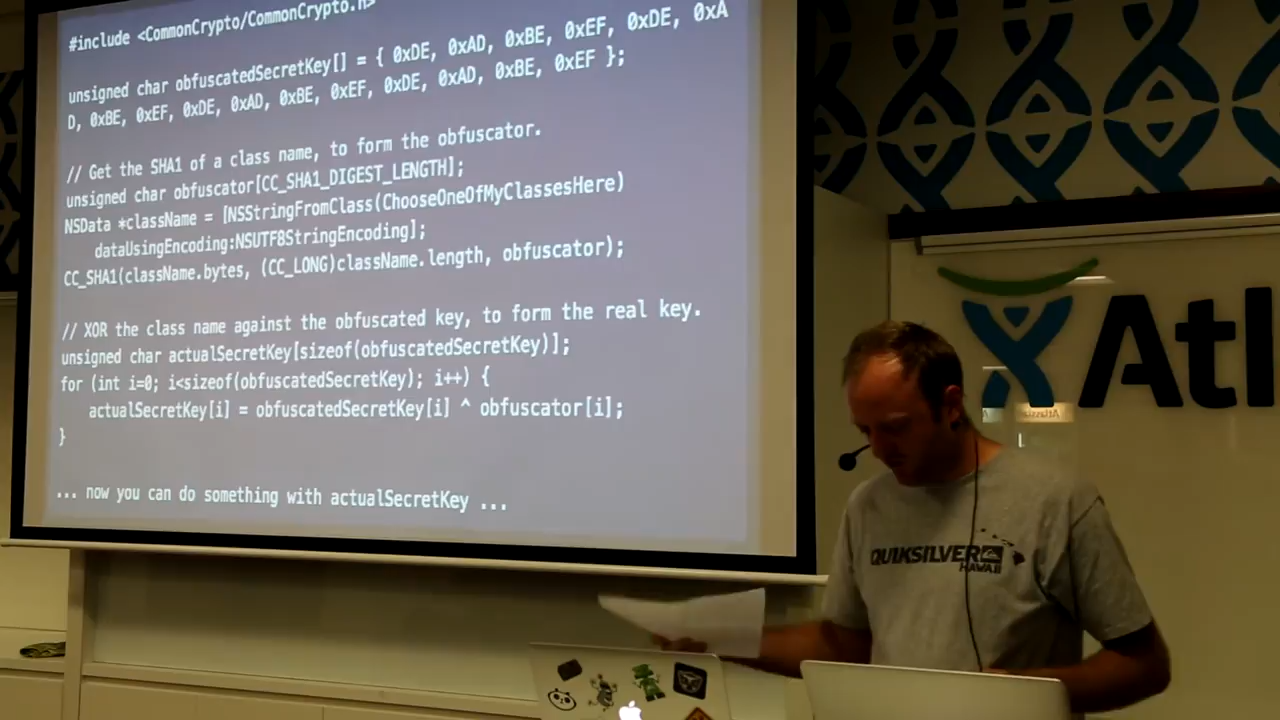 #include <CommonCrypto/CommonCrypto.h>
unsigned char obfuscatedSecretKey[] = { 0xDE, 0xAD, 0xBE, 0xEF, 0xDE, 0xA
D, 0xBE, 0xEF, 0xDE, 0xAD, 0xBE, 0xEF, 0xDE, 0xAD, 0xBE, 0xEF };
// Get the SHA1 of a class name, to form the obfuscator.
unsigned char obfuscator[CC_SHA1_DIGEST_LENGTH];
NSData *className = [NSStringFromClass(ChooseOneOfMyClassesHere)
dataUsingEncoding:NSUTF8StringEncoding];
CC_SHA1(className.bytes, (CC_LONG)className.length, obfuscator);
// XOR the class name against the obfuscated key, to form the real key.
unsigned char actualSecretKey[sizeof(obfuscatedSecretKey)];
for (int i=0; i<sizeof(obfuscatedSecretKey); i++) {
actualSecretKey[i] = obfuscatedSecretKey[i] ^ obfuscator[i];
}
... now you can do something with actualSecretKey ...
Atl
QUIKSILVER
HAWAII